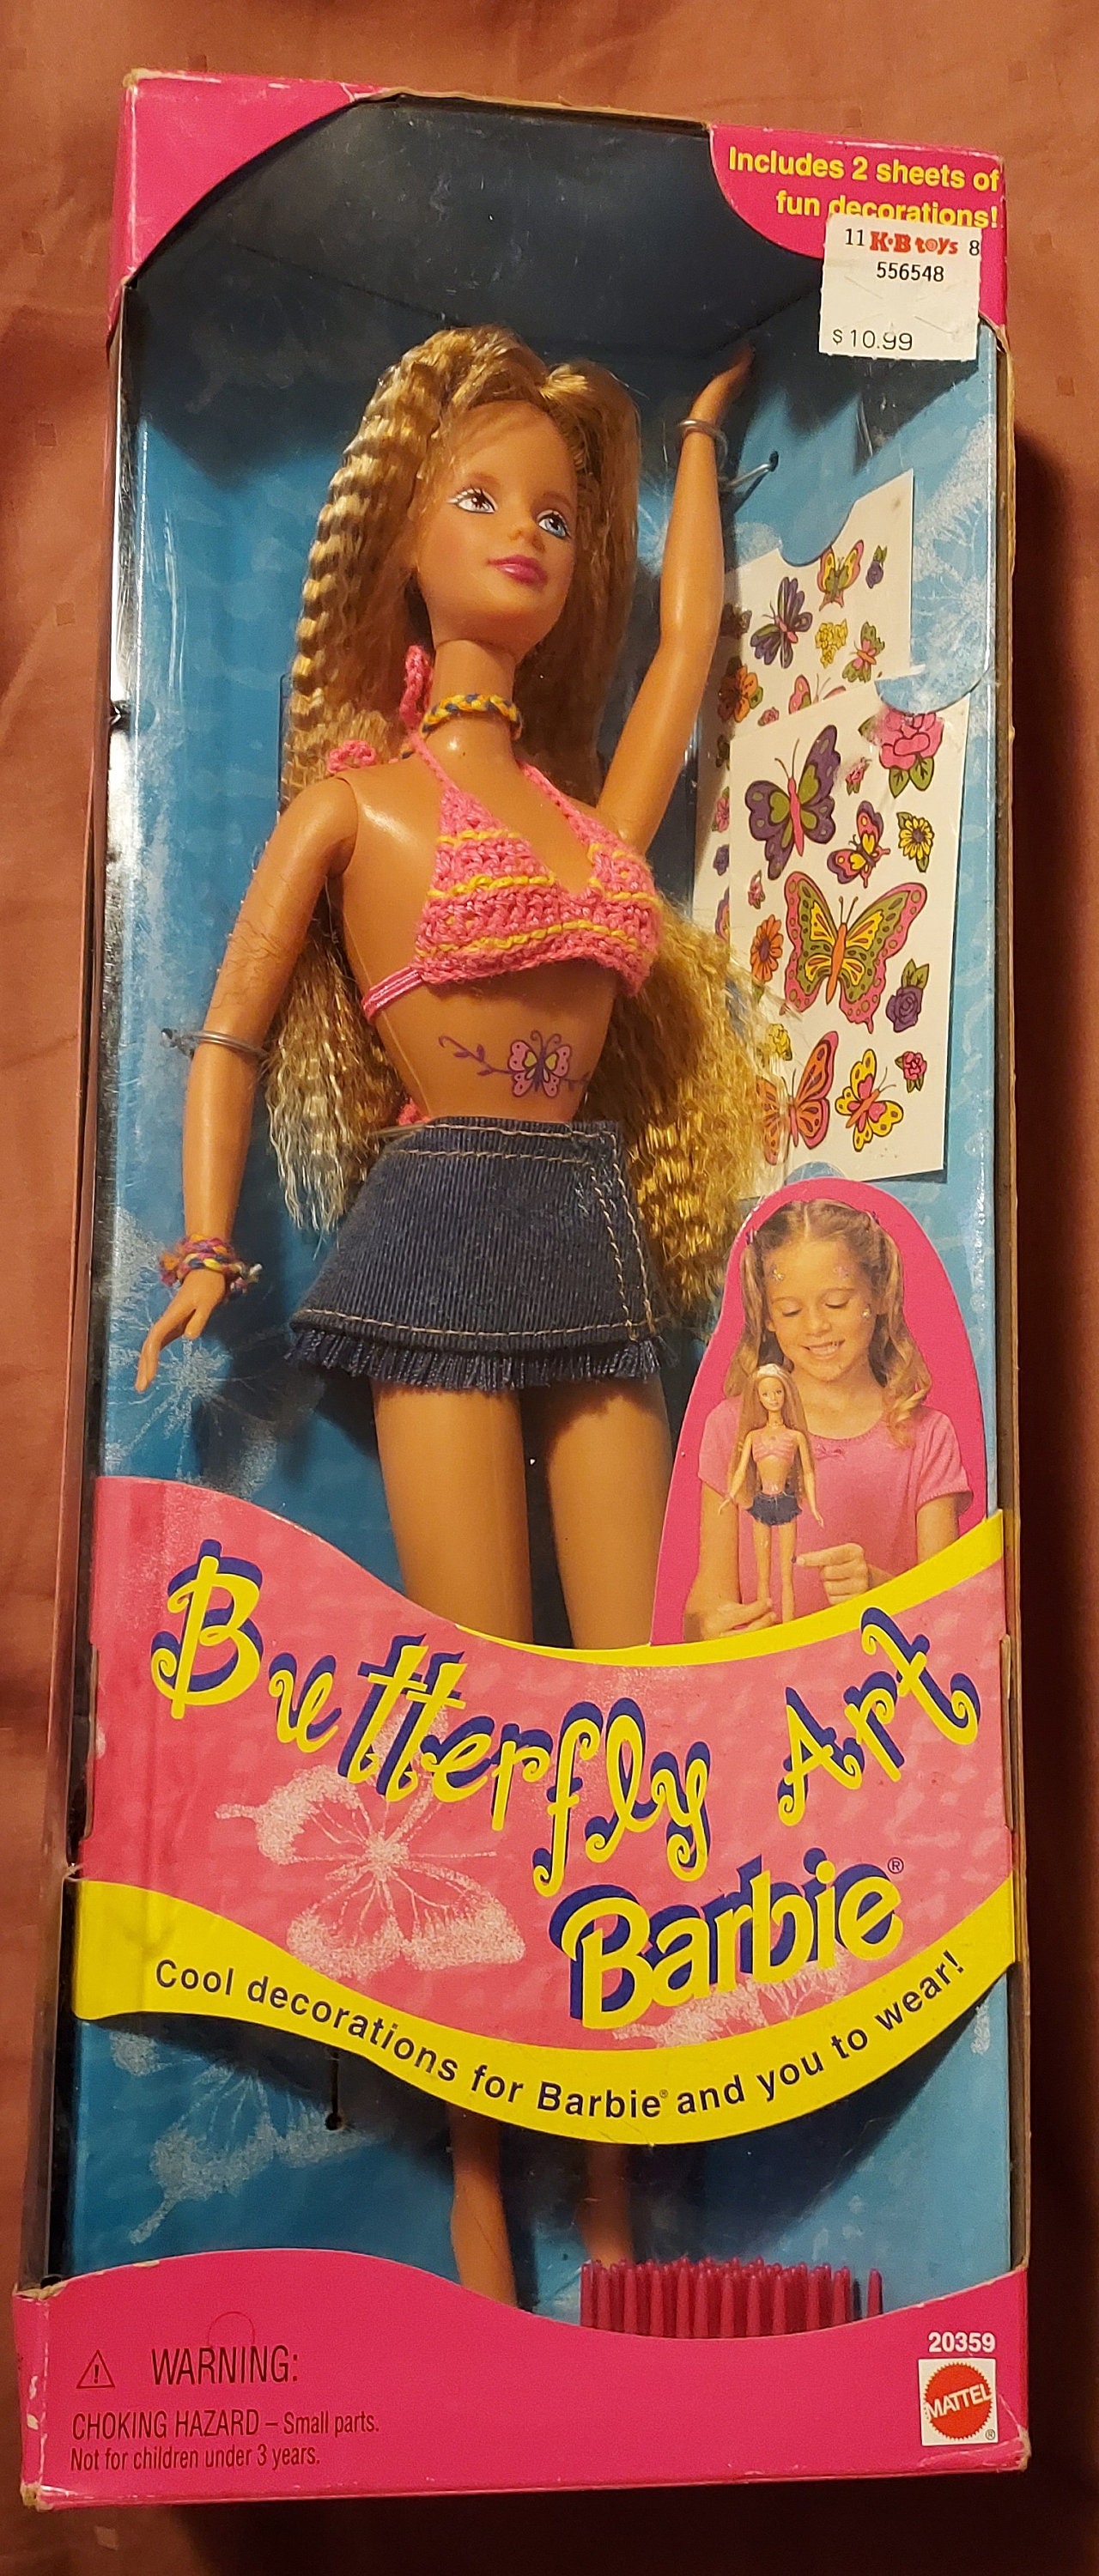 Includes 2 sheets of
fun decorations!
11 K·B toys 8
556548
$10.99
Butterfly Art
Barbie®
Cool decorations for Barbie® and you to wear!
20359
MATTEL®
⚠ WARNING:
CHOKING HAZARD – Small parts.
Not for children under 3 years.